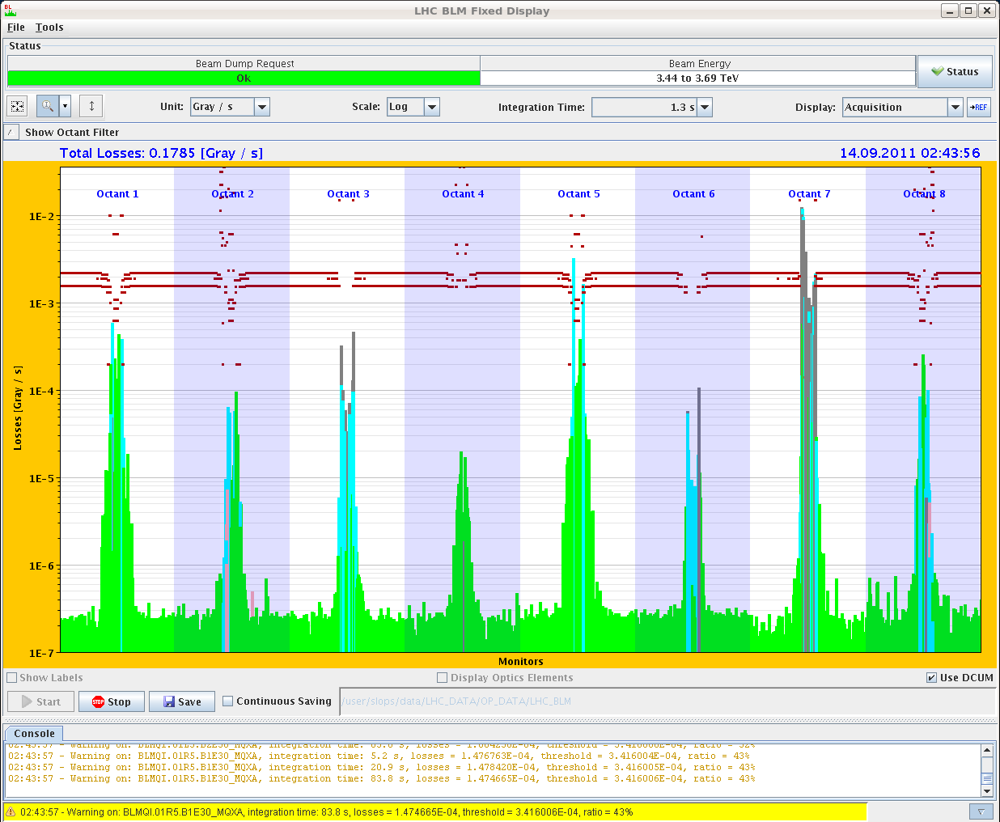 LHC BLM Fixed Display
File Tools
Status
Beam Dump Request Beam Energy
Ok 3.44 to 3.69 TeV
Status
Unit: Gray / s Scale: Log Integration Time: 1.3 s Display: Acquisition REF
Show Octant Filter
Total Losses: 0.1785 [Gray / s] 14.09.2011 02:43:56
Octant 1 Octant 2 Octant 3 Octant 4 Octant 5 Octant 6 Octant 7 Octant 8
1E-2
1E-3
1E-4
1E-5
1E-6
1E-7
Losses [Gray / s]
Monitors
Show Labels Display Optics Elements Use DCUM
Start STOP Stop Save Continuous Saving /user/slops/data/LHC_DATA/OP_DATA/LHC_BLM
Console
02:43:57 - Warning on: BLMQI.01R5.B1E30_MQXA, integration time: 5.2 s, losses = 1.476763E-04, threshold = 3.416004E-04, ratio = 43%
02:43:57 - Warning on: BLMQI.01R5.B1E30_MQXA, integration time: 20.9 s, losses = 1.478420E-04, threshold = 3.416005E-04, ratio = 43%
02:43:57 - Warning on: BLMQI.01R5.B1E30_MQXA, integration time: 83.8 s, losses = 1.474665E-04, threshold = 3.416006E-04, ratio = 43%
02:43:57 - Warning on: BLMQI.01R5.B1E30_MQXA, integration time: 83.8 s, losses = 1.474665E-04, threshold = 3.416006E-04, ratio = 43%